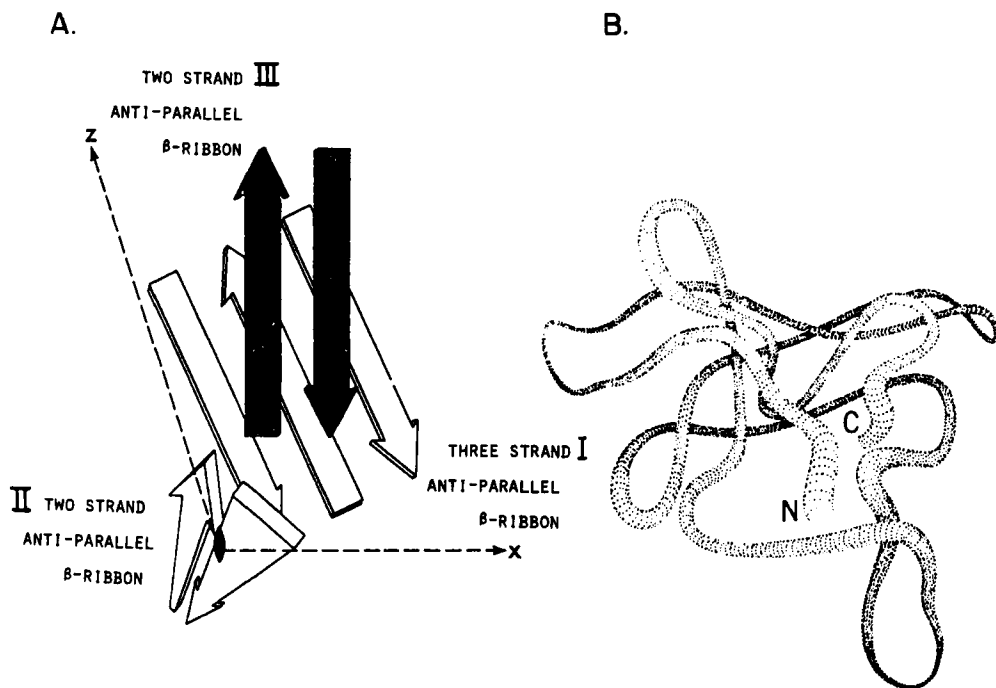 A.
B.
TWO STRAND III
ANTI-PARALLEL
β-RIBBON
Z
THREE STRAND I
ANTI-PARALLEL
β-RIBBON
II TWO STRAND
ANTI-PARALLEL
β-RIBBON
X
C
N